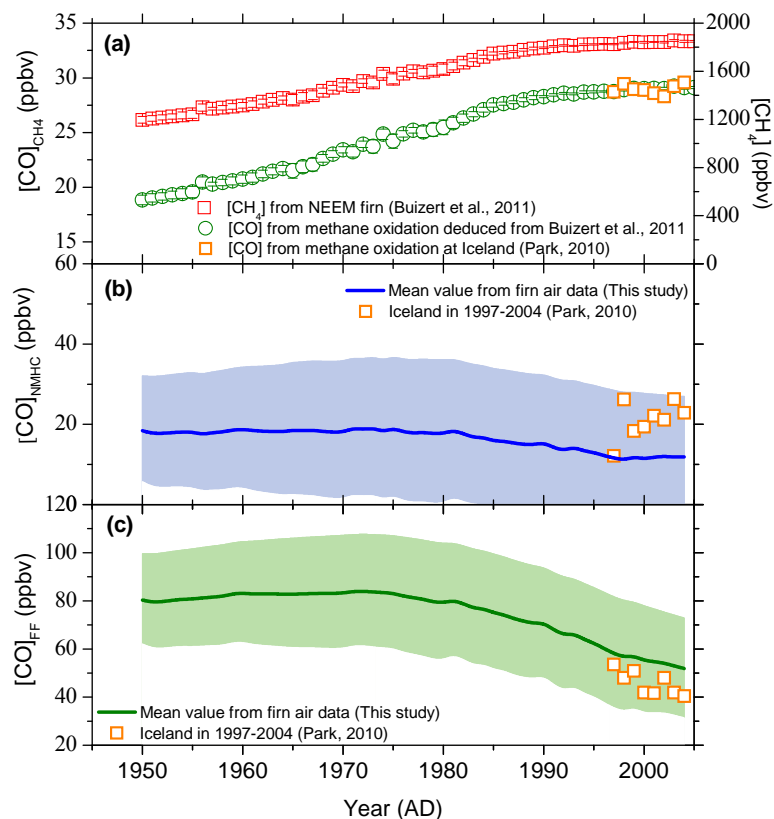 (a)
35
30
25
20
15
[CO]CH4 (ppbv)
2000
1600
1200
800
400
0
[CH4] (ppbv)
[CH4] from NEEM firn (Buizert et al., 2011)
[CO] from methane oxidation deduced from Buizert et al., 2011
[CO] from methane oxidation at Iceland (Park, 2010)
(b)
60
40
20
[CO]NMHC (ppbv)
Mean value from firn air data (This study)
Iceland in 1997-2004 (Park, 2010)
(c)
120
100
80
60
40
20
[CO]FF (ppbv)
Mean value from firn air data (This study)
Iceland in 1997-2004 (Park, 2010)
1950 1960 1970 1980 1990 2000
Year (AD)